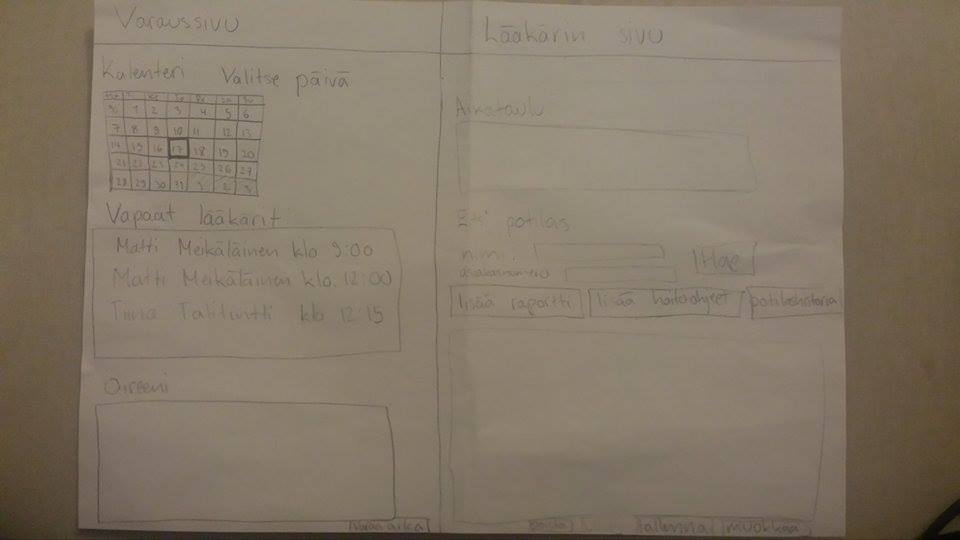 Varaussivu
Kalenteri Valitse päivä
Ma Ti Ke To Pe La Su
30 1 2 3 4 5 6
7 8 9 10 11 12 13
14 15 16 17 18 19 20
21 22 23 24 25 26 27
28 29 30 31 1 2 3
Vapaat lääkärit
Matti Meikäläinen klo 9:00
Matti Meikäläinen klo. 12:00
Tiina Talitintti klo 12:15
Oireeni
Varaa aika
Lääkärin sivu
Aikataulu
Etsi potilas
nimi:
asiakasnumero
Hae
lisää raportti
lisää hoito-ohjeet
potilashistoria
poista
tallenna
muokkaa